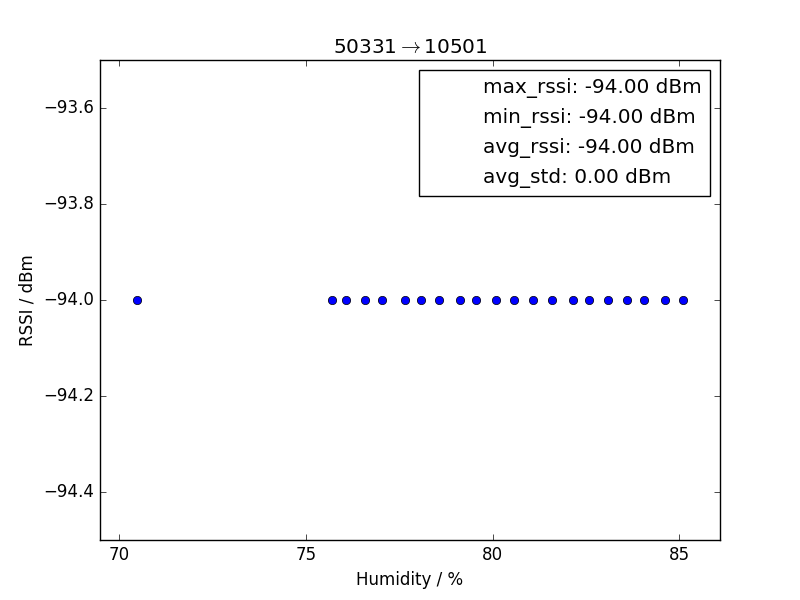 50331→10501
max_rssi: -94.00 dBm
min_rssi: -94.00 dBm
avg_rssi: -94.00 dBm
avg_std: 0.00 dBm
−93.6
−93.8
−94.0
−94.2
−94.4
RSSI / dBm
70 75 80 85
Humidity / %